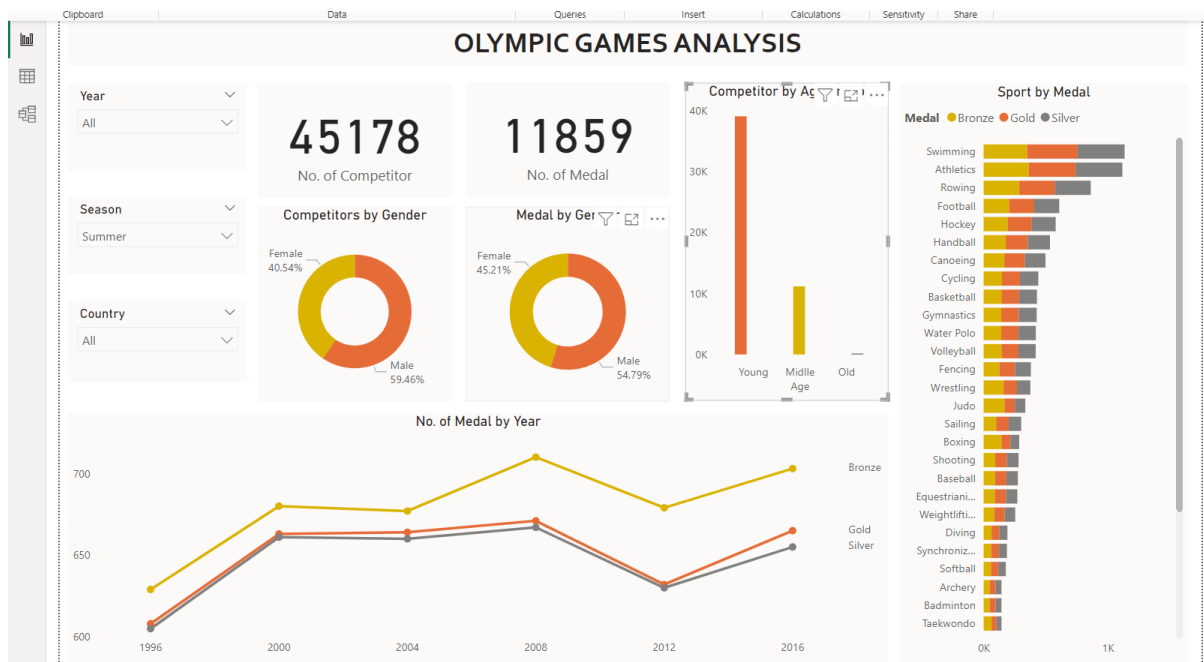 Clipboard
Data
Queries
Insert
Calculations
Sensitivity
Share
OLYMPIC GAMES ANALYSIS
Year
All
Season
Summer
Country
All
45178
No. of Competitor
11859
No. of Medal
Competitors by Gender
Female
40.54%
Male
59.46%
Medal by Ge
Female
45.21%
Male
54.79%
Competitor by Ag
40K
30K
20K
10K
0K
Young
Midlle
Age
Old
Sport by Medal
Medal Bronze Gold Silver
Swimming
Athletics
Rowing
Football
Hockey
Handball
Canoeing
Cycling
Basketball
Gymnastics
Water Polo
Volleyball
Fencing
Wrestling
Judo
Sailing
Boxing
Shooting
Baseball
Equestriani...
Weightlifti...
Diving
Synchroniz...
Softball
Archery
Badminton
Taekwondo
0K
1K
No. of Medal by Year
700
650
600
1996
2000
2004
2008
2012
2016
Bronze
Gold
Silver